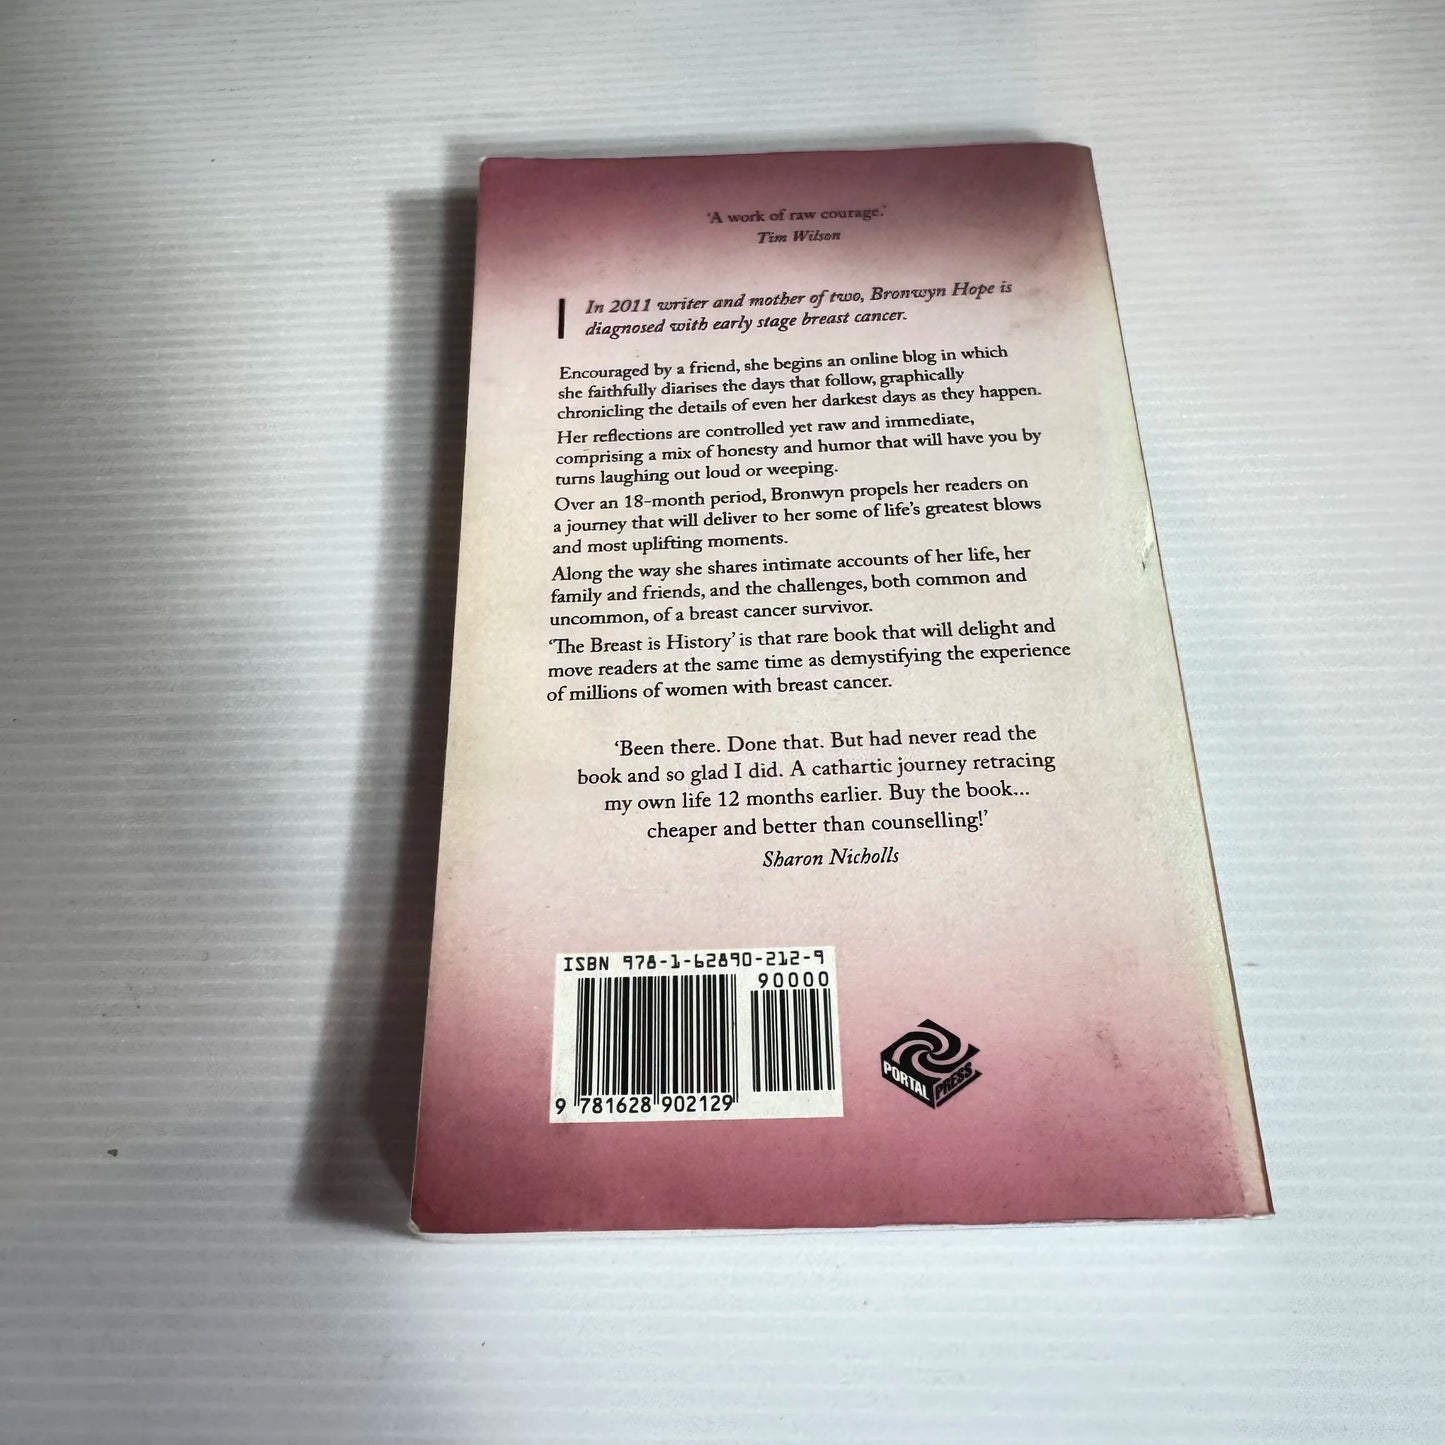 'A work of raw courage.'
Tim Wilson
In 2011 writer and mother of two, Bronwyn Hope is
diagnosed with early stage breast cancer.
Encouraged by a friend, she begins an online blog in which
she faithfully diarises the days that follow, graphically
chronicling the details of even her darkest days as they happen.
Her reflections are controlled yet raw and immediate,
comprising a mix of honesty and humor that will have you by
turns laughing out loud or weeping.
Over an 18-month period, Bronwyn propels her readers on
a journey that will deliver to her some of life's greatest blows
and most uplifting moments.
Along the way she shares intimate accounts of her life, her
family and friends, and the challenges, both common and
uncommon, of a breast cancer survivor.
'The Breast is History' is that rare book that will delight and
move readers at the same time as demystifying the experience
of millions of women with breast cancer.
'Been there. Done that. But had never read the
book and so glad I did. A cathartic journey retracing
my own life 12 months earlier. Buy the book...
cheaper and better than counselling!'
Sharon Nicholls
ISBN 978-1-62890-212-9
90000
9 781628 902129
PORTAL PRESS